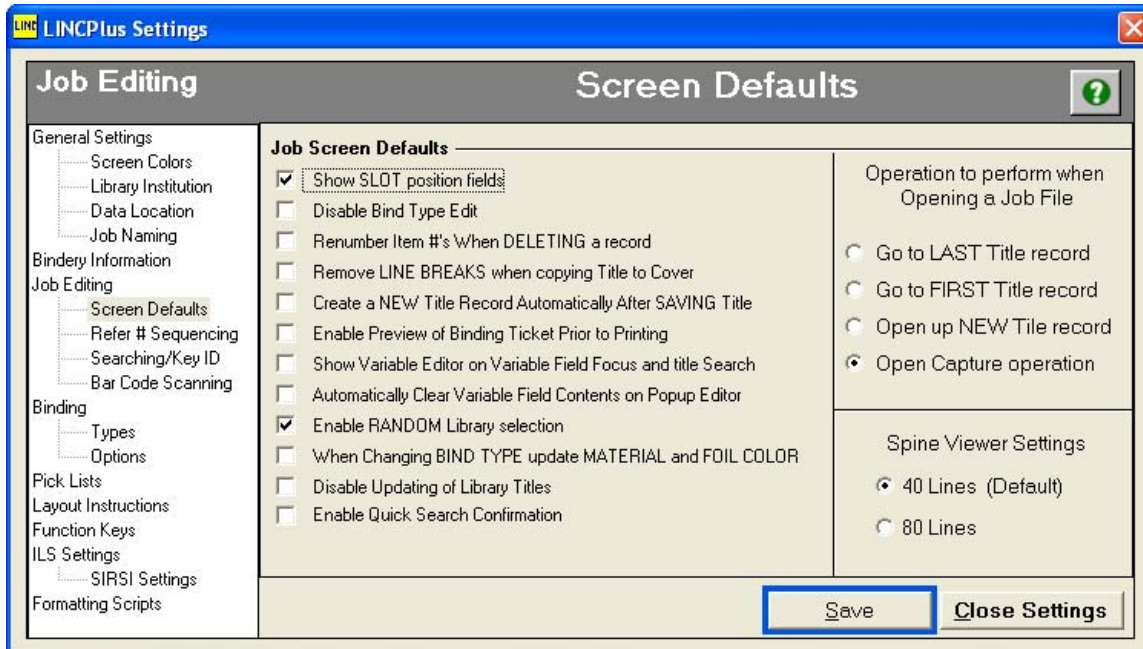 LINC LINCPlus Settings
Job Editing
Screen Defaults
?
General Settings
Screen Colors
Library Institution
Data Location
Job Naming
Bindery Information
Job Editing
Screen Defaults
Refer # Sequencing
Searching/Key ID
Bar Code Scanning
Binding
Types
Options
Pick Lists
Layout Instructions
Function Keys
ILS Settings
SIRSI Settings
Formatting Scripts
Job Screen Defaults
Show SLOT position fields
Disable Bind Type Edit
Renumber Item #'s When DELETING a record
Remove LINE BREAKS when copying Title to Cover
Create a NEW Title Record Automatically After SAVING Title
Enable Preview of Binding Ticket Prior to Printing
Show Variable Editor on Variable Field Focus and title Search
Automatically Clear Variable Field Contents on Popup Editor
Enable RANDOM Library selection
When Changing BIND TYPE update MATERIAL and FOIL COLOR
Disable Updating of Library Titles
Enable Quick Search Confirmation
Operation to perform when
Opening a Job File
Go to LAST Title record
Go to FIRST Title record
Open up NEW Tile record
Open Capture operation
Spine Viewer Settings
40 Lines (Default)
80 Lines
Save
Close Settings